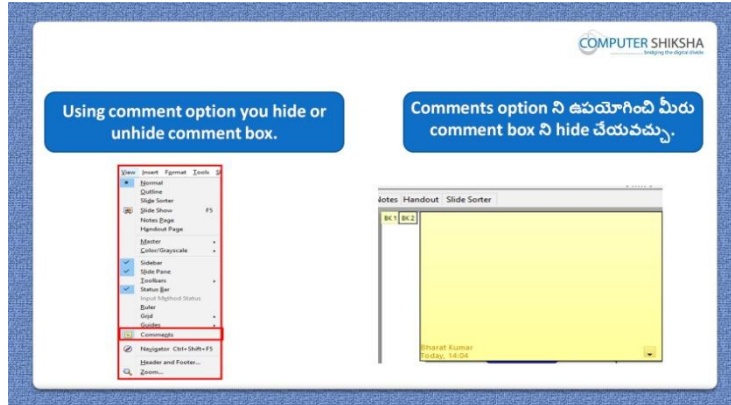 COMPUTER SHIKSHA
Bridging the digital divide
Using comment option you hide or
unhide comment box.
Comments option ని ఉపయోగించి మీరు
comment box ని hide చేయవచ్చు.
View Insert Format Tools Sl
Normal
Outline
Slide Sorter
Slide Show F5
Notes Page
Handout Page
Master
Color/Grayscale
Sidebar
Slide Pane
Toolbars
Status Bar
Input Method Status
Ruler
Grid
Guides
Comments
Navigator Ctrl+Shift+F5
Header and Footer...
Zoom...
Notes Handout Slide Sorter
BK 1 BK 2
Bharat Kumar
Today, 14:04